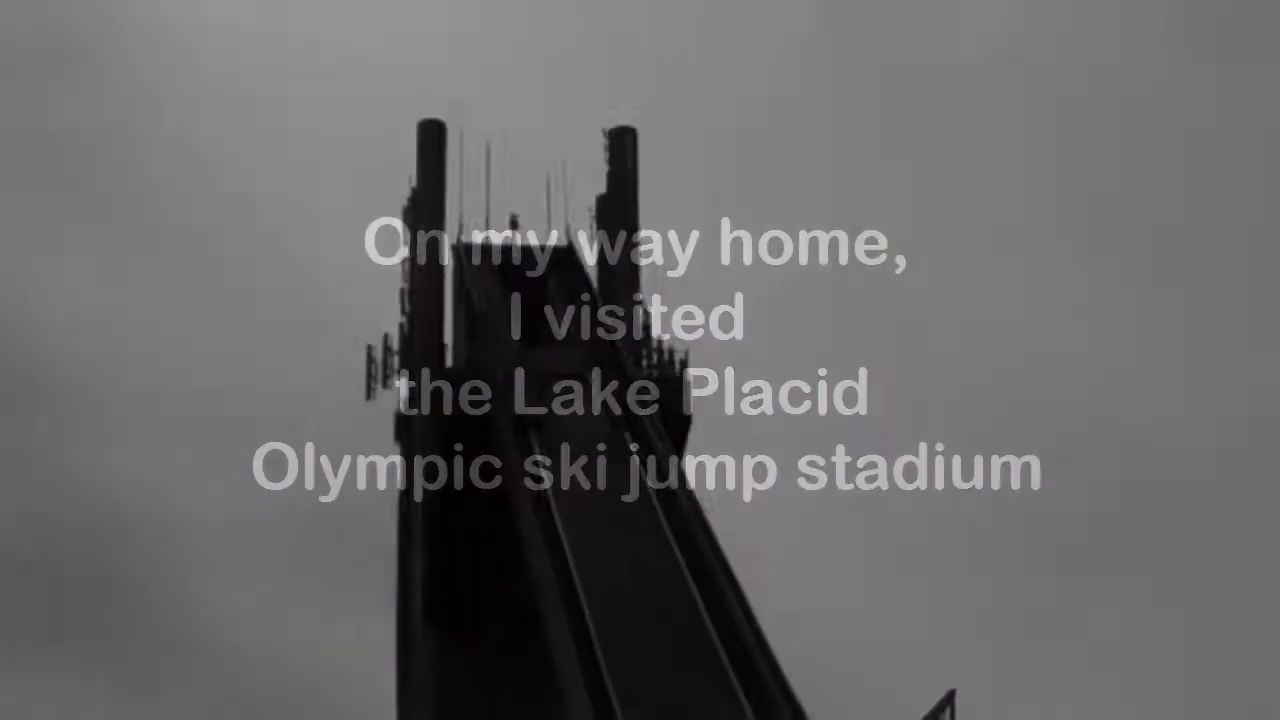 On my way home,
I visited
the Lake Placid
Olympic ski jump stadium